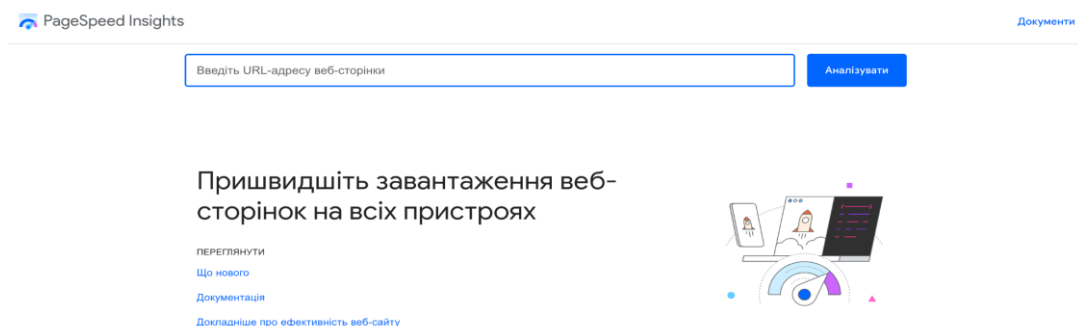 PageSpeed Insights
Документи
Введіть URL-адресу веб-сторінки
Аналізувати
Пришвидшіть завантаження веб-
сторінок на всіх пристроях
ПЕРЕГЛЯНУТИ
Що нового
Документація
Докладніше про ефективність веб-сайту